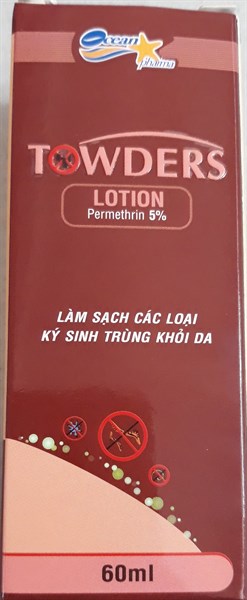 Ocean
pharma
TOWDERS
LOTION
Permethrin 5%
LÀM SẠCH CÁC LOẠI
KÝ SINH TRÙNG KHỎI DA
60ml